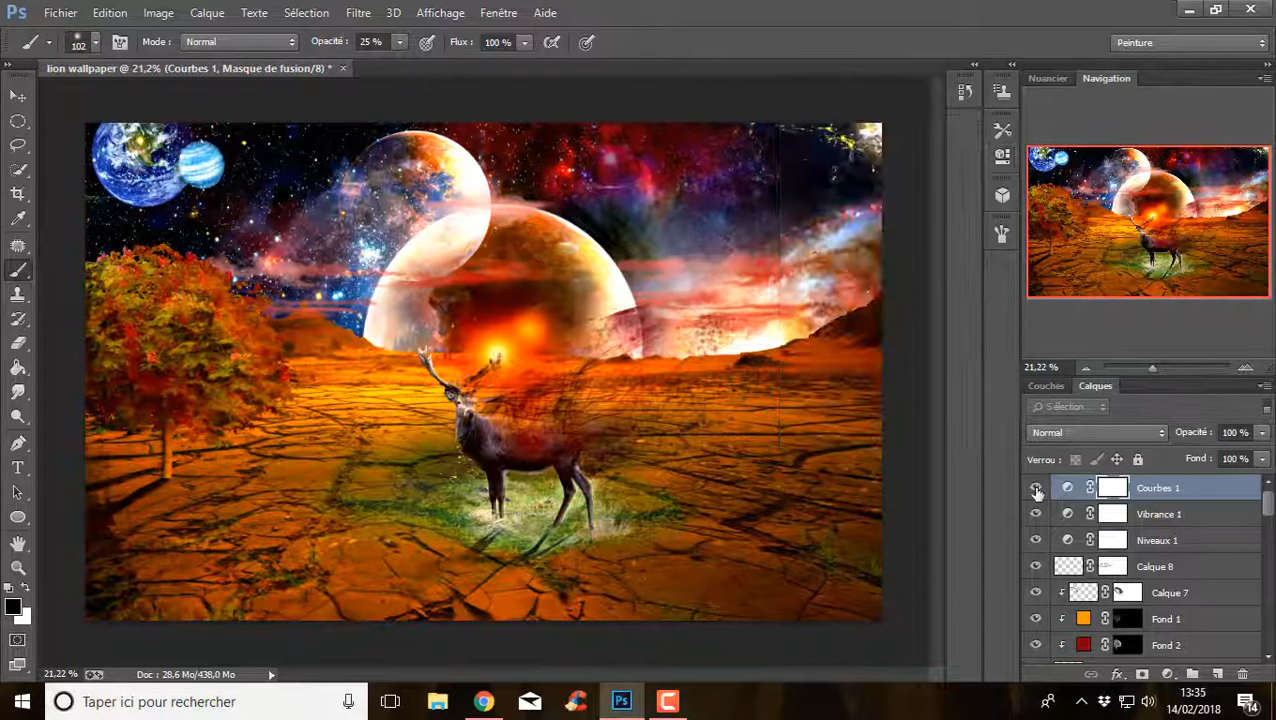 Ps Fichier Edition Image Calque Texte Sélection Filtre 3D Affichage Fenêtre Aide
102 Mode: Normal Opacité: 25 % Flux: 100 % Peinture
lion wallpaper @ 21,2% (Courbes 1, Masque de fusion/8) * ×
Nuancier Navigation
21,22 %
Couches Calques
Sélection...
Normal Opacité: 100 %
Verrou: Fond: 100 %
Courbes 1
Vibrance 1
Niveaux 1
Calque 8
Calque 7
Fond 1
Fond 2
21,22 % Doc: 28,6 Mo/438,0 Mo
Taper ici pour rechercher
Ps
13:35
14/02/2018
14